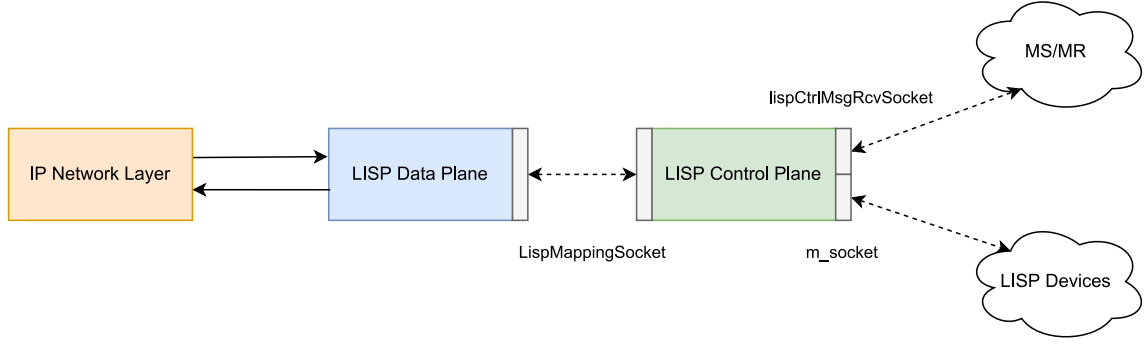 MS/MR
lispCtrlMsgRcvSocket
IP Network Layer
LISP Data Plane
LISP Control Plane
LispMappingSocket
m_socket
LISP Devices